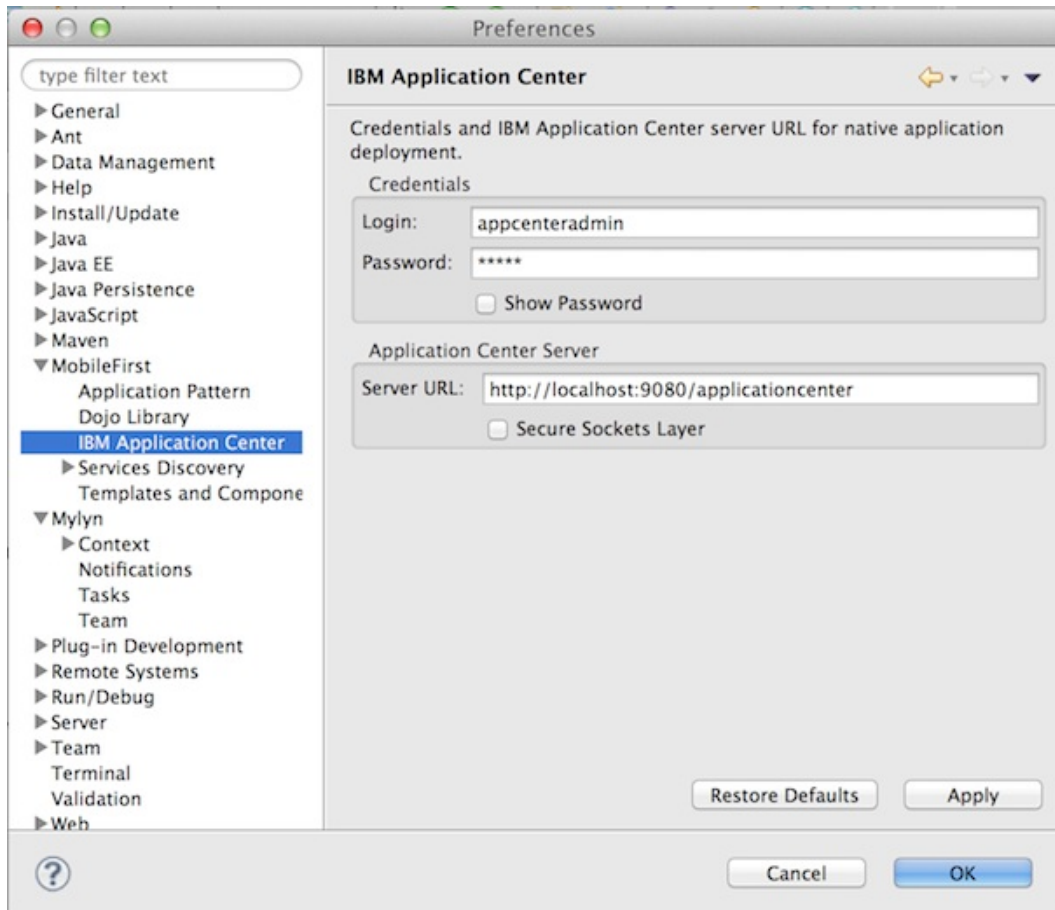 Preferences
type filter text
General
Ant
Data Management
Help
Install/Update
Java
Java EE
Java Persistence
JavaScript
Maven
MobileFirst
Application Pattern
Dojo Library
IBM Application Center
Services Discovery
Templates and Compone
Mylyn
Context
Notifications
Tasks
Team
Plug-in Development
Remote Systems
Run/Debug
Server
Team
Terminal
Validation
Web
IBM Application Center
Credentials and IBM Application Center server URL for native application
deployment.
Credentials
Login: appcenteradmin
Password: *****
Show Password
Application Center Server
Server URL: http://localhost:9080/applicationcenter
Secure Sockets Layer
Restore Defaults Apply
? Cancel OK